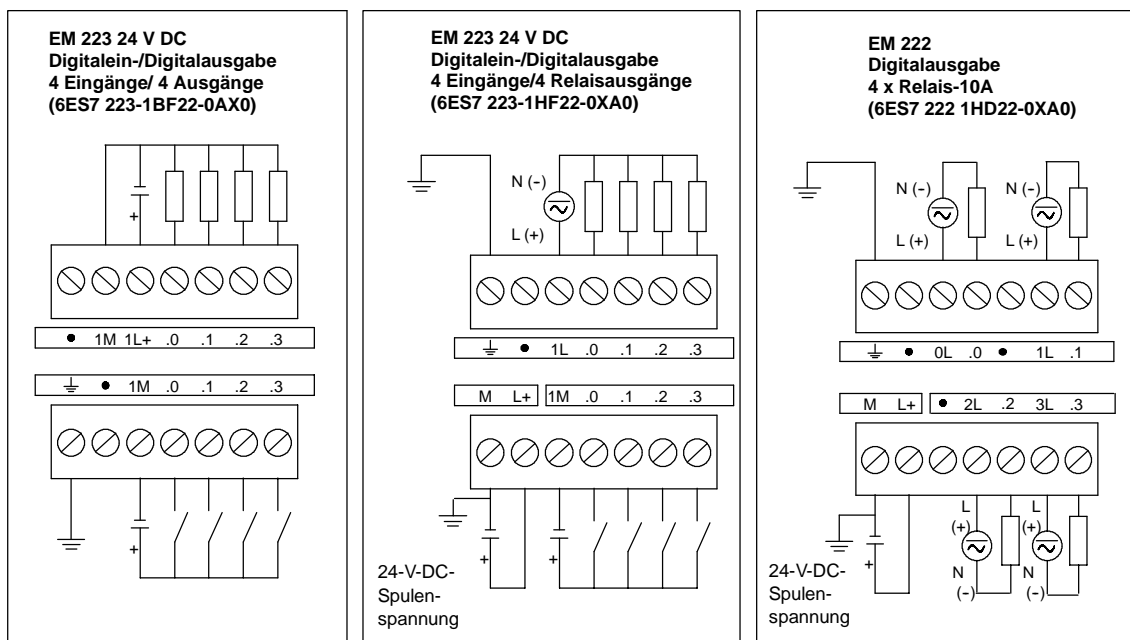 EM 223 24 V DC
Digitalein-/Digitalausgabe
4 Eingänge/ 4 Ausgänge
(6ES7 223-1BF22-0AX0)
+
● 1M 1L+ .0 .1 .2 .3
● 1M .0 .1 .2 .3
+
EM 223 24 V DC
Digitalein-/Digitalausgabe
4 Eingänge/4 Relaisausgänge
(6ES7 223-1HF22-0XA0)
N (-)
L (+)
● 1L .0 .1 .2 .3
M L+ 1M .0 .1 .2 .3
+ +
24-V-DC-
Spulen-
spannung
EM 222
Digitalausgabe
4 x Relais-10A
(6ES7 222 1HD22-0XA0)
N (-) N (-)
L (+) L (+)
● 0L .0 ● 1L .1
M L+ ● 2L .2 3L .3
L L
(+) (+)
+
N N
(-) (-)
24-V-DC-
Spulen-
spannung